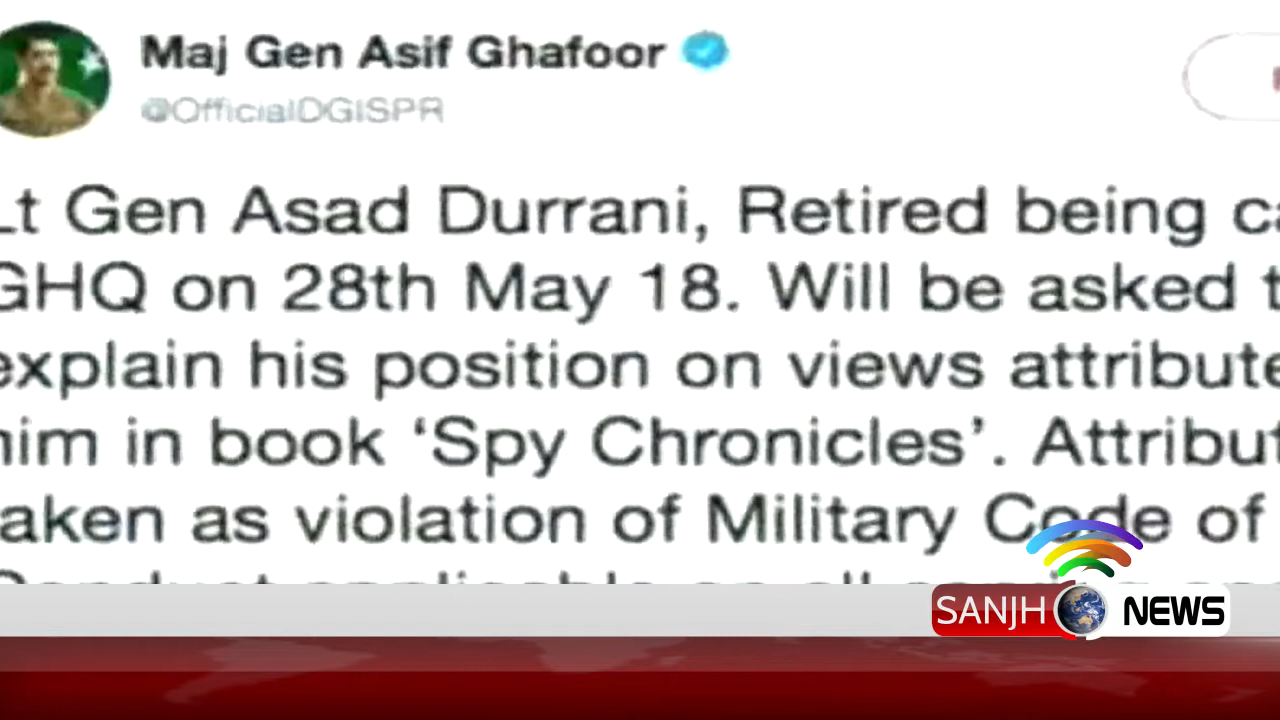 Maj Gen Asif Ghafoor
@OfficialDGISPR
Lt Gen Asad Durrani, Retired being
GHQ on 28th May 18. Will be asked
explain his position on views
him in book ‘Spy Chronicles’.
as violation of Military Code of
SANJH NEWS